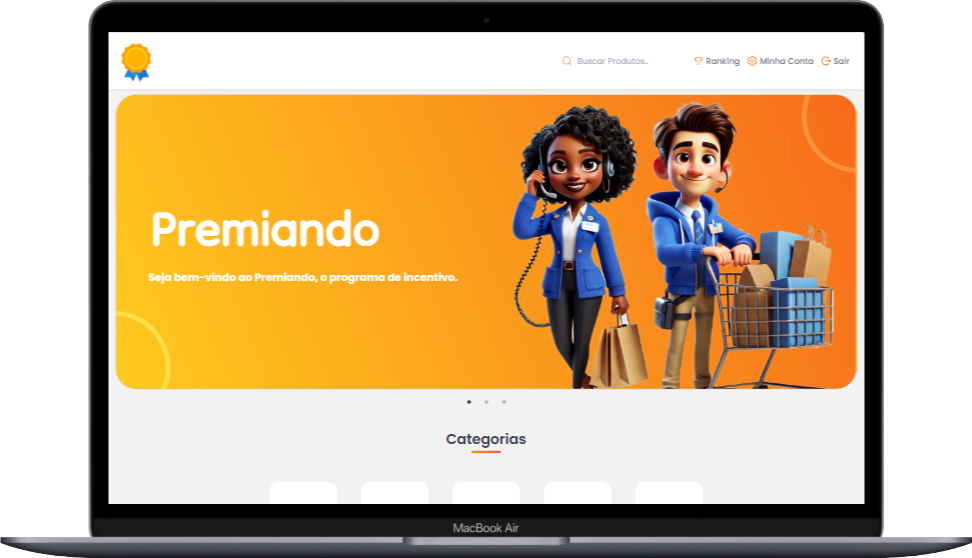 Buscar Produtos..
Ranking
Minha Conta
Sair
Premiando
Seja bem-vindo ao Premiando, o programa de incentivo.
Categorias
MacBook Air